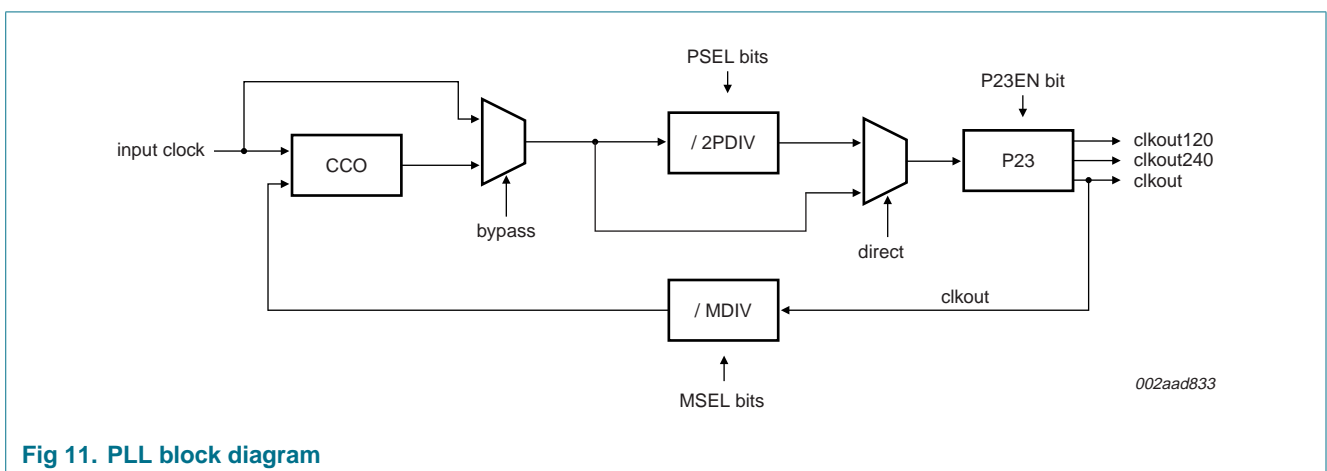 PSEL bits
P23EN bit
input clock
CCO
/ 2PDIV
P23
clkout120
clkout240
clkout
bypass
direct
/ MDIV
clkout
MSEL bits
002aad833
Fig 11. PLL block diagram